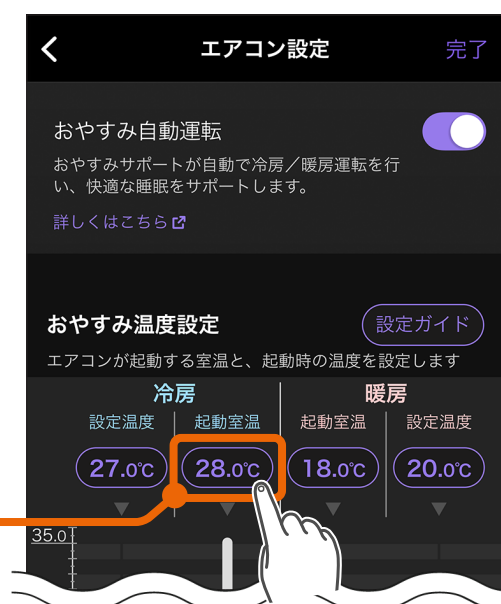 エアコン設定 完了
おやすみ自動運転
おやすみサポートが自動で冷房／暖房運転を行
い、快適な睡眠をサポートします。
詳しくはこちら
おやすみ温度設定 設定ガイド
エアコンが起動する室温と、起動時の温度を設定します
冷房 暖房
設定温度 起動室温 起動室温 設定温度
27.0℃ 28.0℃ 18.0℃ 20.0℃
35.0